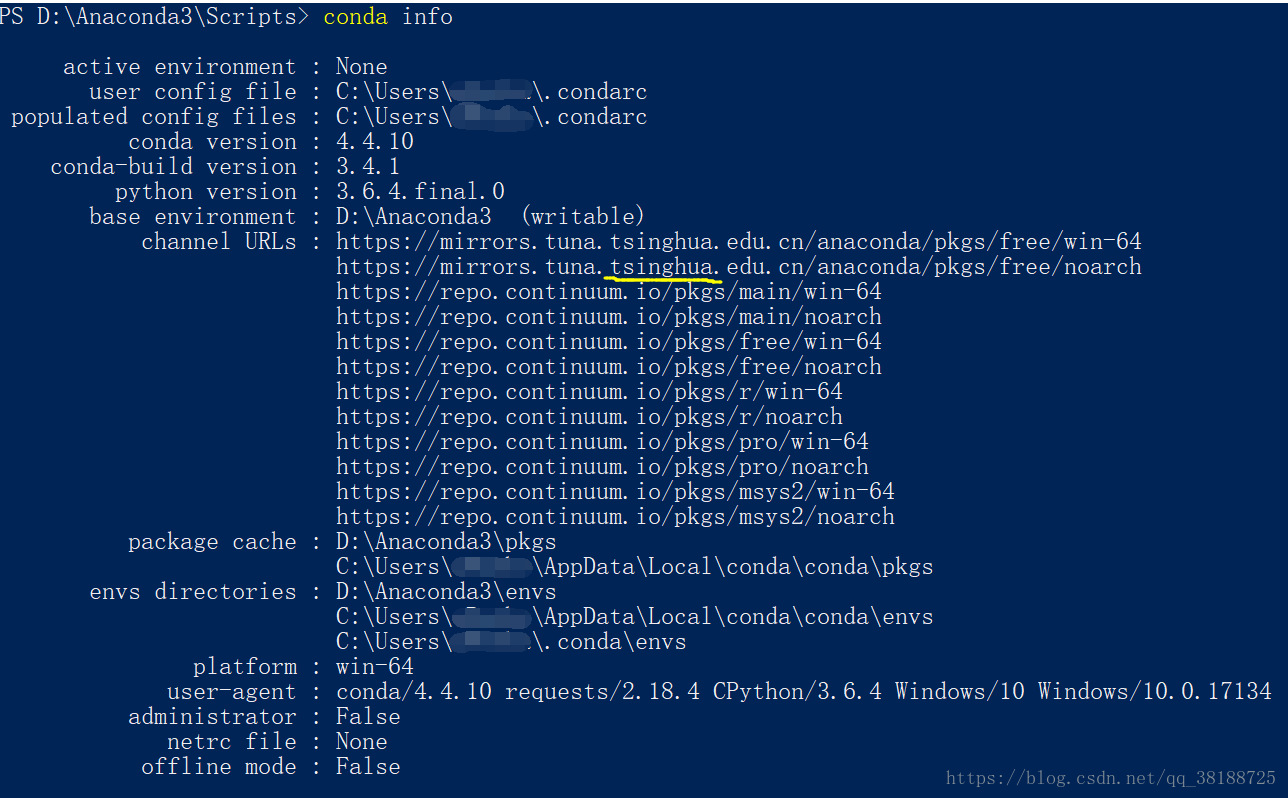 PS D:\Anaconda3\Scripts> conda info
active environment : None
user config file : C:\Users\ \.condarc
populated config files : C:\Users\ \.condarc
conda version : 4.4.10
conda-build version : 3.4.1
python version : 3.6.4.final.0
base environment : D:\Anaconda3 (writable)
channel URLs : https://mirrors.tuna.tsinghua.edu.cn/anaconda/pkgs/free/win-64
https://mirrors.tuna.tsinghua.edu.cn/anaconda/pkgs/free/noarch
https://repo.continuum.io/pkgs/main/win-64
https://repo.continuum.io/pkgs/main/noarch
https://repo.continuum.io/pkgs/free/win-64
https://repo.continuum.io/pkgs/free/noarch
https://repo.continuum.io/pkgs/r/win-64
https://repo.continuum.io/pkgs/r/noarch
https://repo.continuum.io/pkgs/pro/win-64
https://repo.continuum.io/pkgs/pro/noarch
https://repo.continuum.io/pkgs/msys2/win-64
https://repo.continuum.io/pkgs/msys2/noarch
package cache : D:\Anaconda3\pkgs
C:\Users\ \AppData\Local\conda\conda\pkgs
envs directories : D:\Anaconda3\envs
C:\Users\ \AppData\Local\conda\conda\envs
C:\Users\ \.conda\envs
platform : win-64
user-agent : conda/4.4.10 requests/2.18.4 CPython/3.6.4 Windows/10 Windows/10.0.17134
administrator : False
netrc file : None
offline mode : False
https://blog.csdn.net/qq_38188725